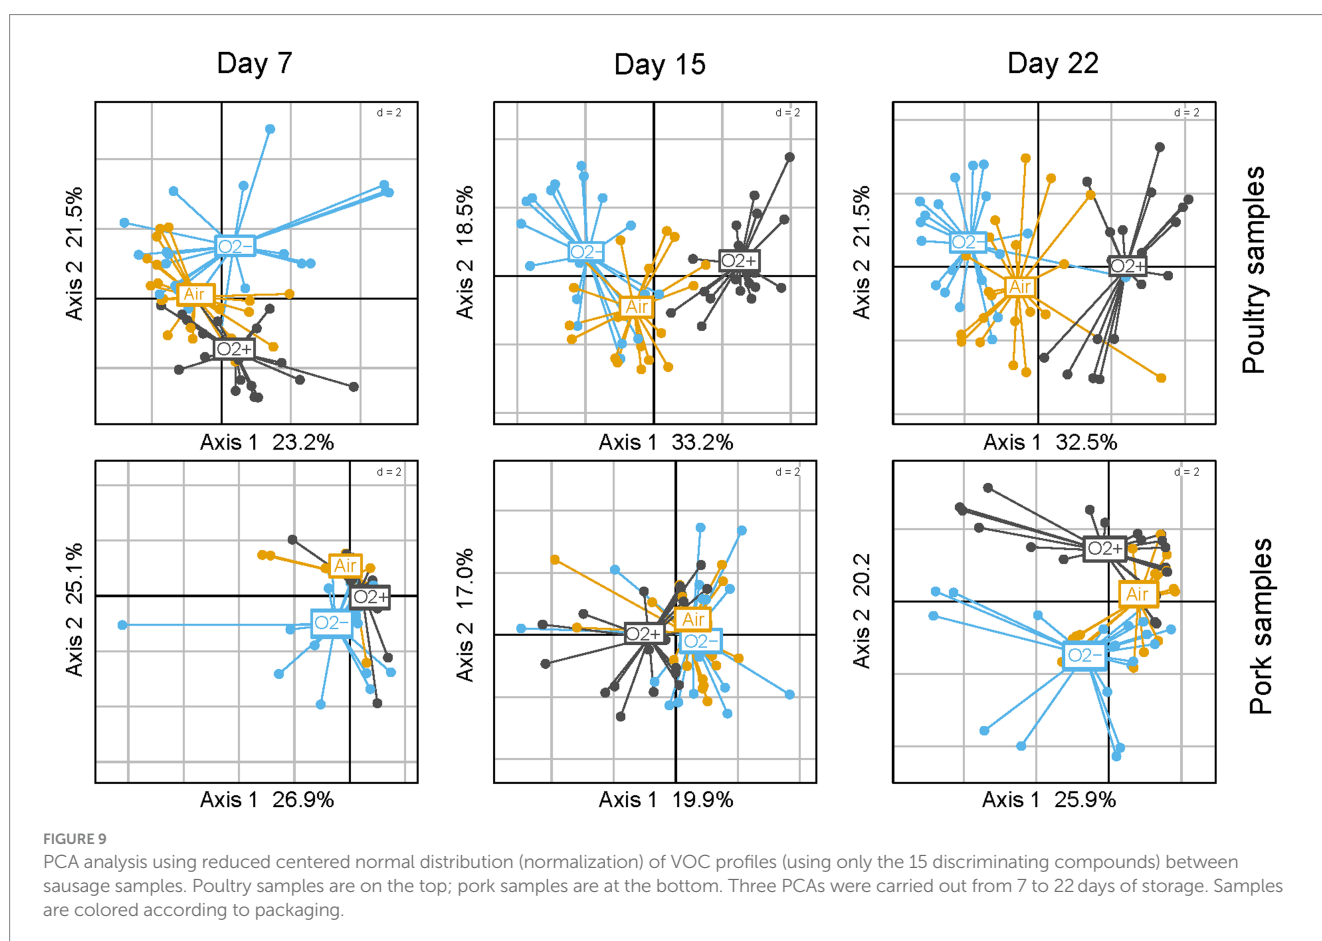 Day 7
Day 15
Day 22
d = 2
d = 2
d = 2
Axis 2 21.5%
O2−
Air
O2+
Axis 1 23.2%
Axis 2 18.5%
O2−
Air
O2+
Axis 1 33.2%
Axis 2 21.5%
O2−
Air
O2+
Axis 1 32.5%
Poultry samples
d = 2
d = 2
d = 2
Axis 2 25.1%
Air
O2+
O2−
Axis 1 26.9%
Axis 2 17.0%
Air
O2+
O2−
Axis 1 19.9%
Axis 2 20.2
O2+
Air
O2−
Axis 1 25.9%
Pork samples
FIGURE 9
PCA analysis using reduced centered normal distribution (normalization) of VOC profiles (using only the 15 discriminating compounds) between
sausage samples. Poultry samples are on the top; pork samples are at the bottom. Three PCAs were carried out from 7 to 22 days of storage. Samples
are colored according to packaging.